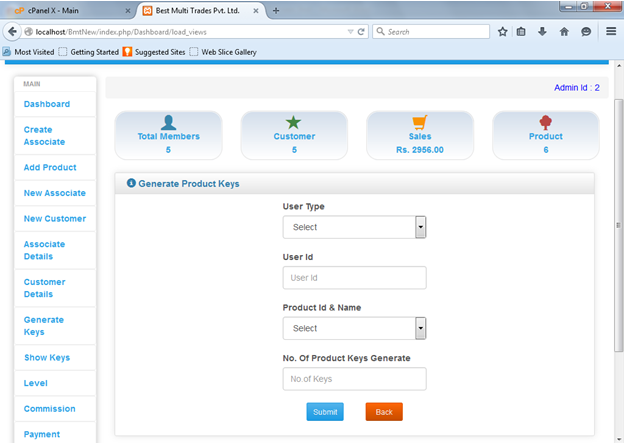 cPanel X - Main
Best Multi Trades Pvt. Ltd.
localhost/BmtNew/index.php/Dashboard/load_views
Search
Most Visited
Getting Started
Suggested Sites
Web Slice Gallery
MAIN
Dashboard
Create
Associate
Add Product
New Associate
New Customer
Associate
Details
Customer
Details
Generate
Keys
Show Keys
Level
Commission
Payment
Admin Id : 2
Total Members
5
Customer
5
Sales
Rs. 2956.00
Product
6
Generate Product Keys
User Type
Select
User Id
User Id
Product Id & Name
Select
No. Of Product Keys Generate
No.of Keys
Submit
Back